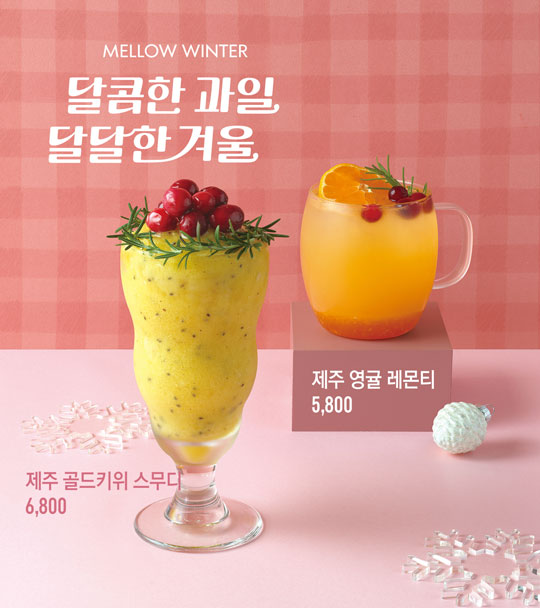 MELLOW WINTER
달콤한 과일
달달한 겨울
제주 영귤 레몬티
5,800
제주 골드키위 스무디
6,800